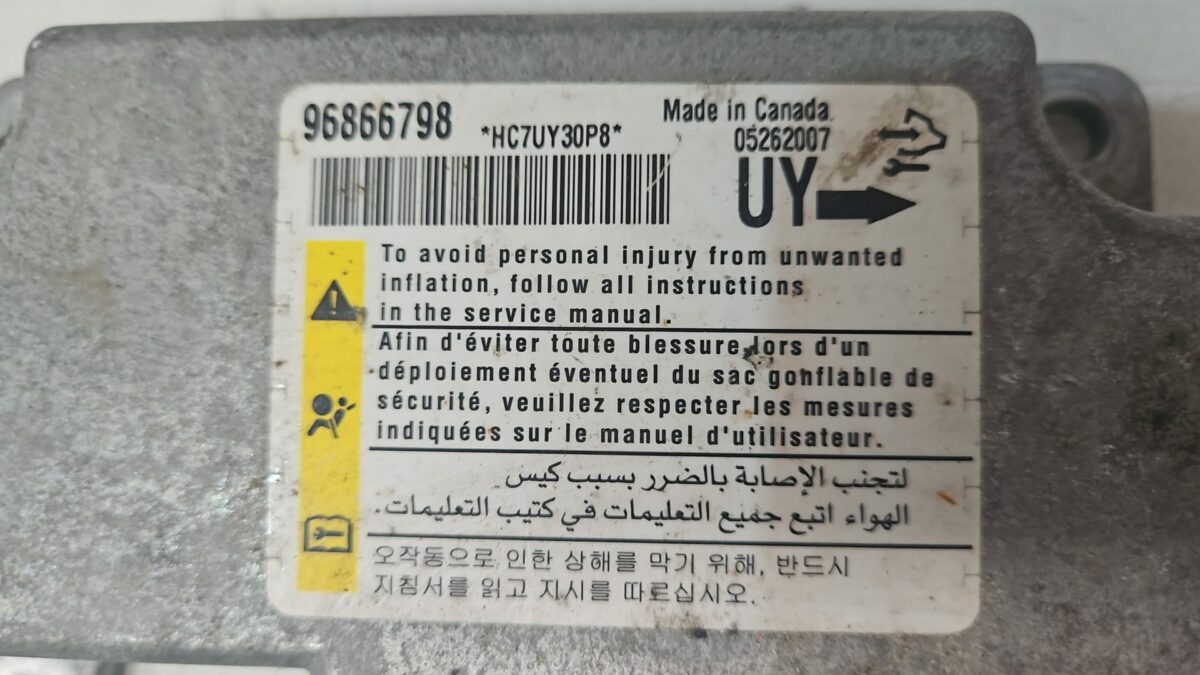 96866798
*HC7UY30P8*
Made in Canada
05262007
UY
To avoid personal injury from unwanted
inflation, follow all instructions
in the service manual.
Afin d'éviter toute blessure,lors d'un
déploiement éventuel du sac gonflable de
sécurité, veuillez respecter les mesures
indiquées sur le manuel d'utilisateur.
لتجنب الإصابة بالضرر بسبب كيس
الهواء اتبع جميع التعليمات في كتيب التعليمات.
오작동으로 인한 상해를 막기 위해, 반드시
지침서를 읽고 지시를 따르십시오.